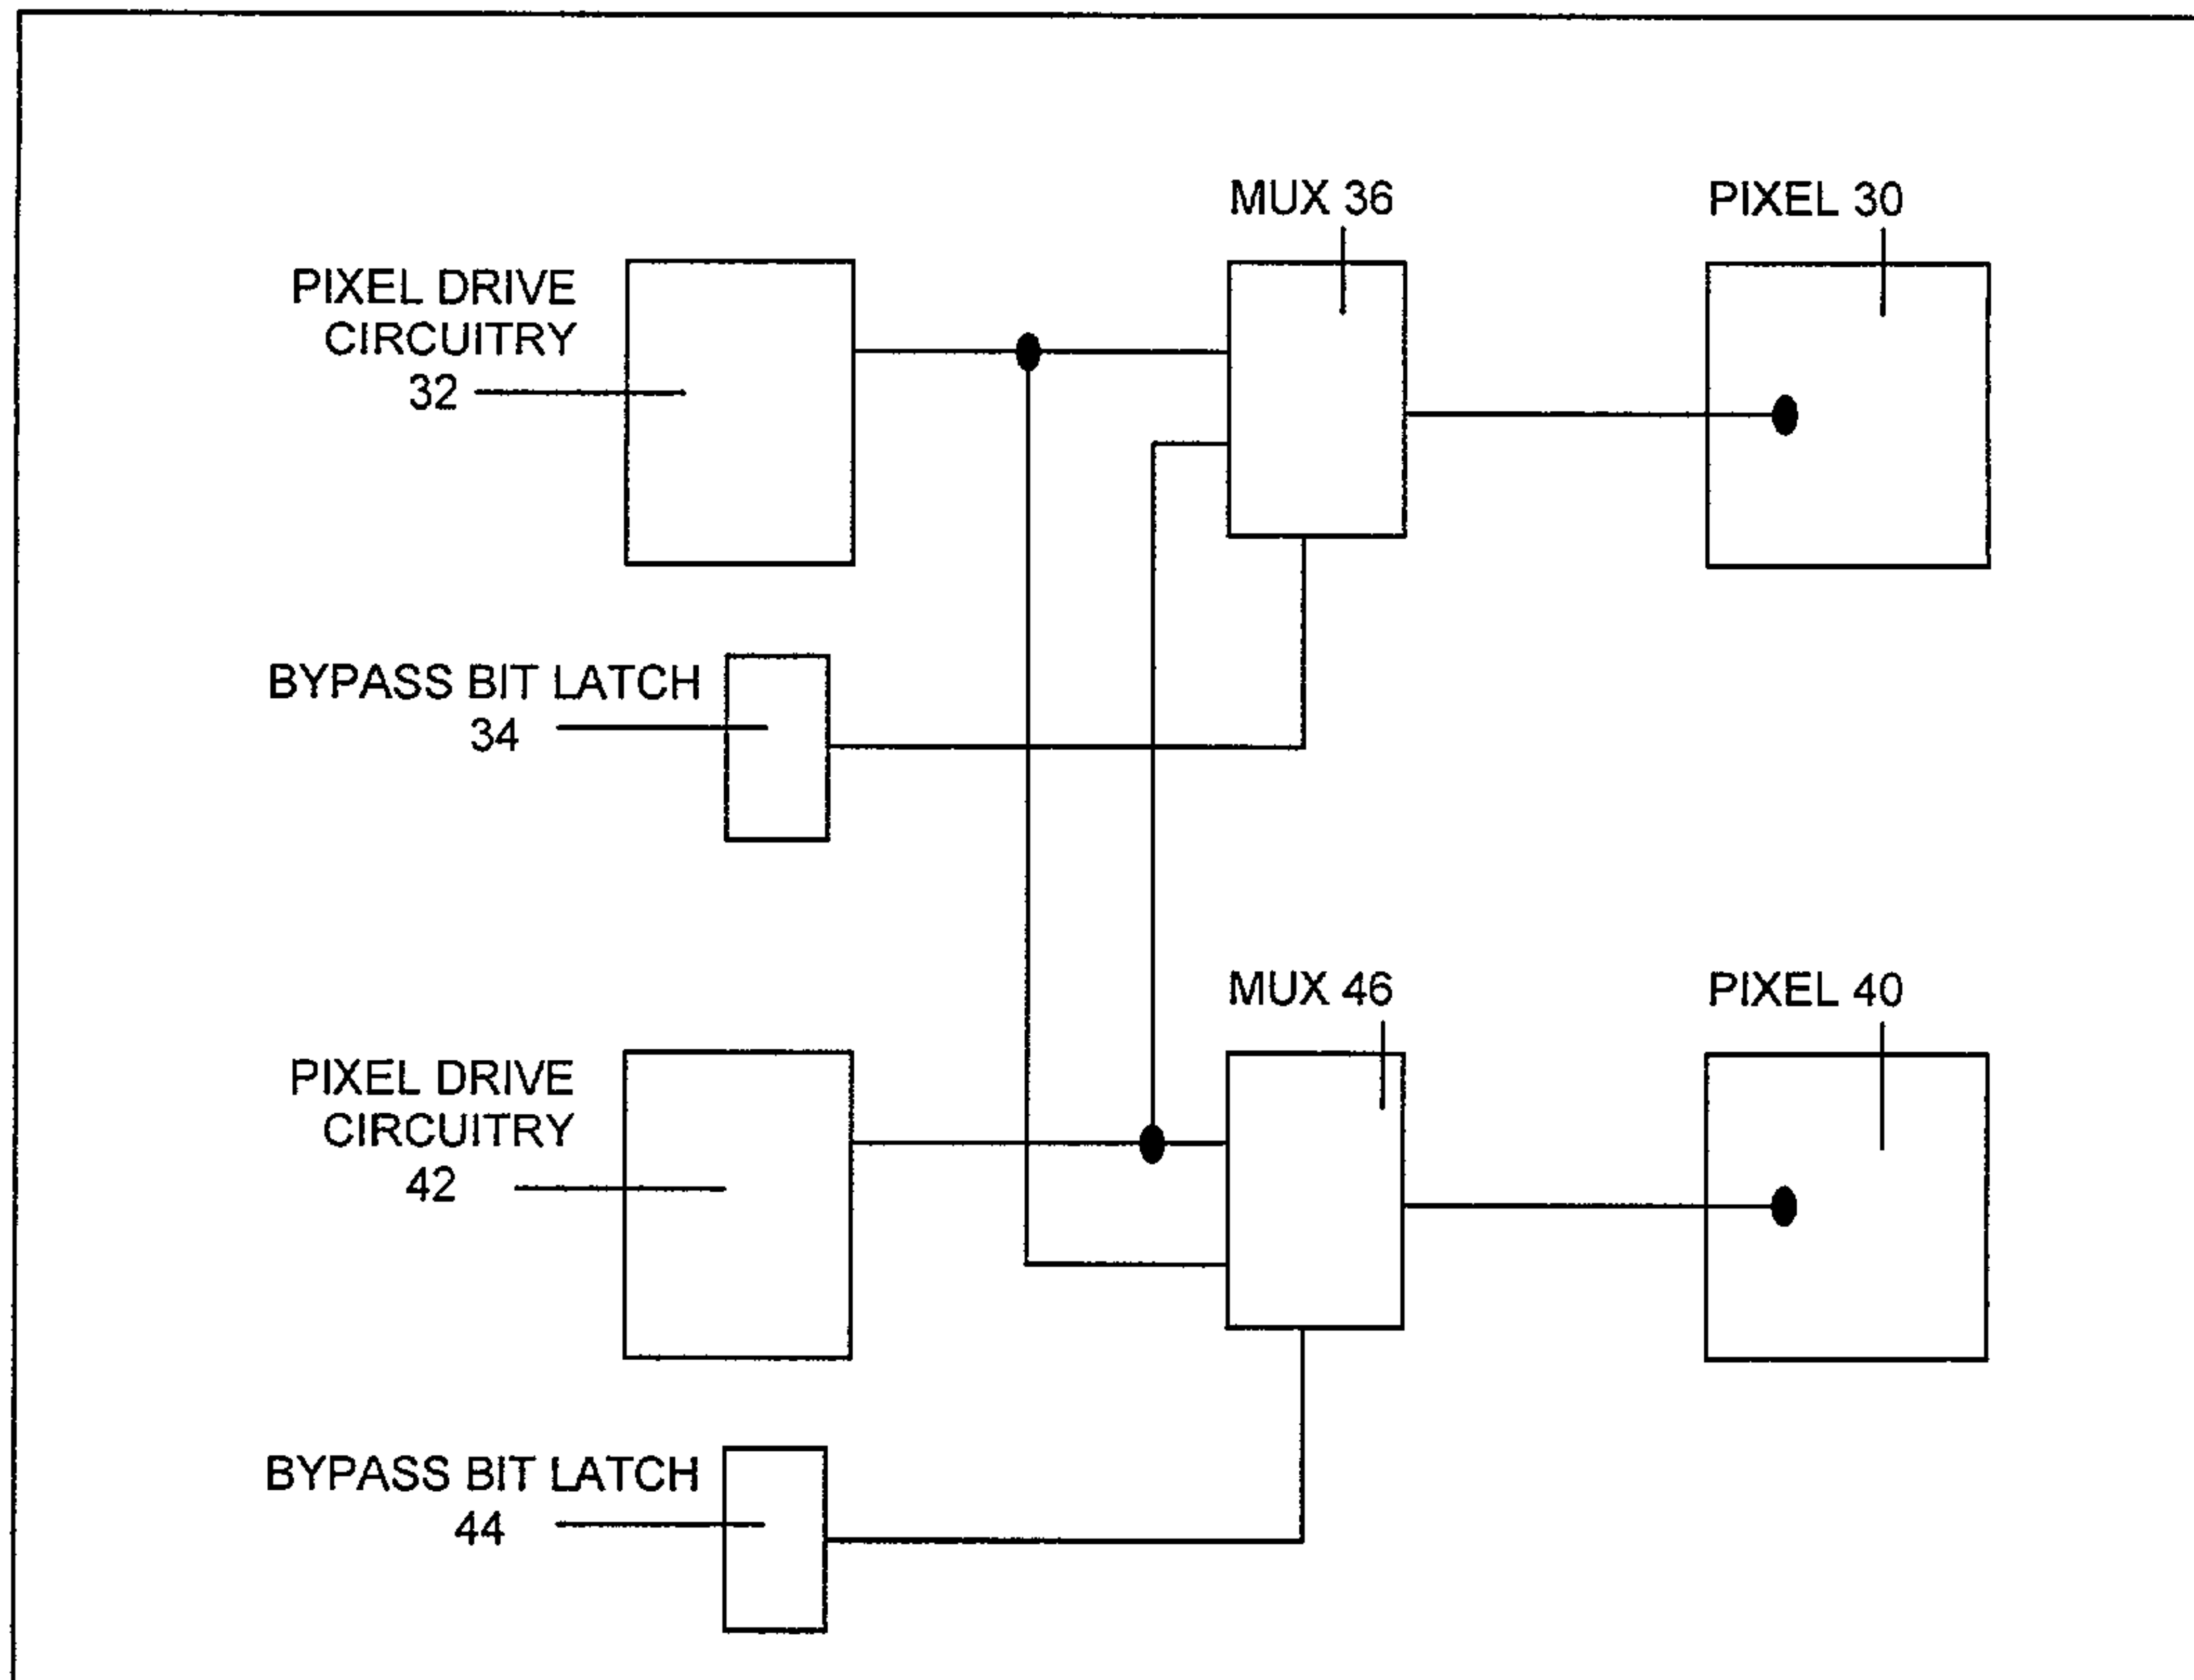 MUX 36
PIXEL 30
PIXEL DRIVE
CIRCUITRY
32
BYPASS BIT LATCH
34
MUX 46
PIXEL 40
PIXEL DRIVE
CIRCUITRY
42
BYPASS BIT LATCH
44